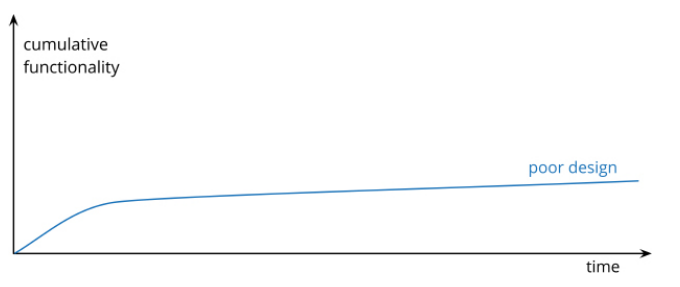 cumulative
functionality
poor design
time